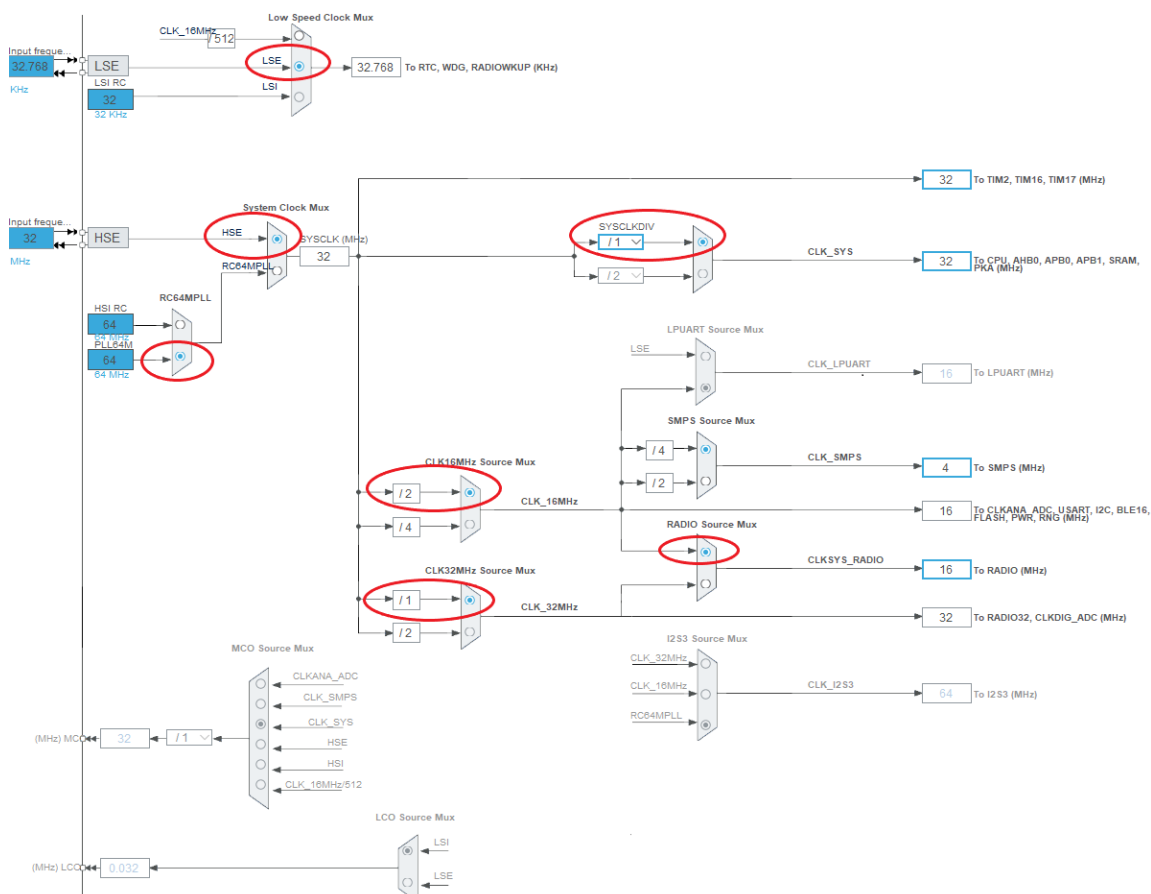 Low Speed Clock Mux
CLK_16MHz
/ 512
Input freque...
32.768
KHz
LSE
LSE
32.768
To RTC, WDG, RADIOWKUP (KHz)
LSI RC
32
32 KHz
LSI
32
To TIM2, TIM16, TIM17 (MHz)
System Clock Mux
Input freque...
32
MHz
HSE
HSE
SYSCLK (MHz)
32
RC64MPLL
SYSCLKDIV
/ 1
/ 2
CLK_SYS
32
To CPU, AHB0, APB0, APB1, SRAM,
PKA (MHz)
RC64MPLL
HSI RC
64
64 MHz
PLL64M
64
64 MHz
LPUART Source Mux
LSE
CLK_LPUART
16
To LPUART (MHz)
SMPS Source Mux
/ 4
/ 2
CLK_SMPS
4
To SMPS (MHz)
CLK16MHz Source Mux
/ 2
/ 4
CLK_16MHz
16
To CLKANA_ADC, USART, I2C, BLE16,
FLASH, PWR, RNG (MHz)
RADIO Source Mux
CLKSYS_RADIO
16
To RADIO (MHz)
CLK32MHz Source Mux
/ 1
/ 2
CLK_32MHz
32
To RADIO32, CLKDIG_ADC (MHz)
I2S3 Source Mux
CLK_32MHz
CLK_16MHz
RC64MPLL
CLK_I2S3
64
To I2S3 (MHz)
MCO Source Mux
CLKANA_ADC
CLK_SMPS
CLK_SYS
HSE
HSI
CLK_16MHz/512
(MHz) MC
32
/ 1
LCO Source Mux
LSI
LSE
(MHz) LCO
0.032